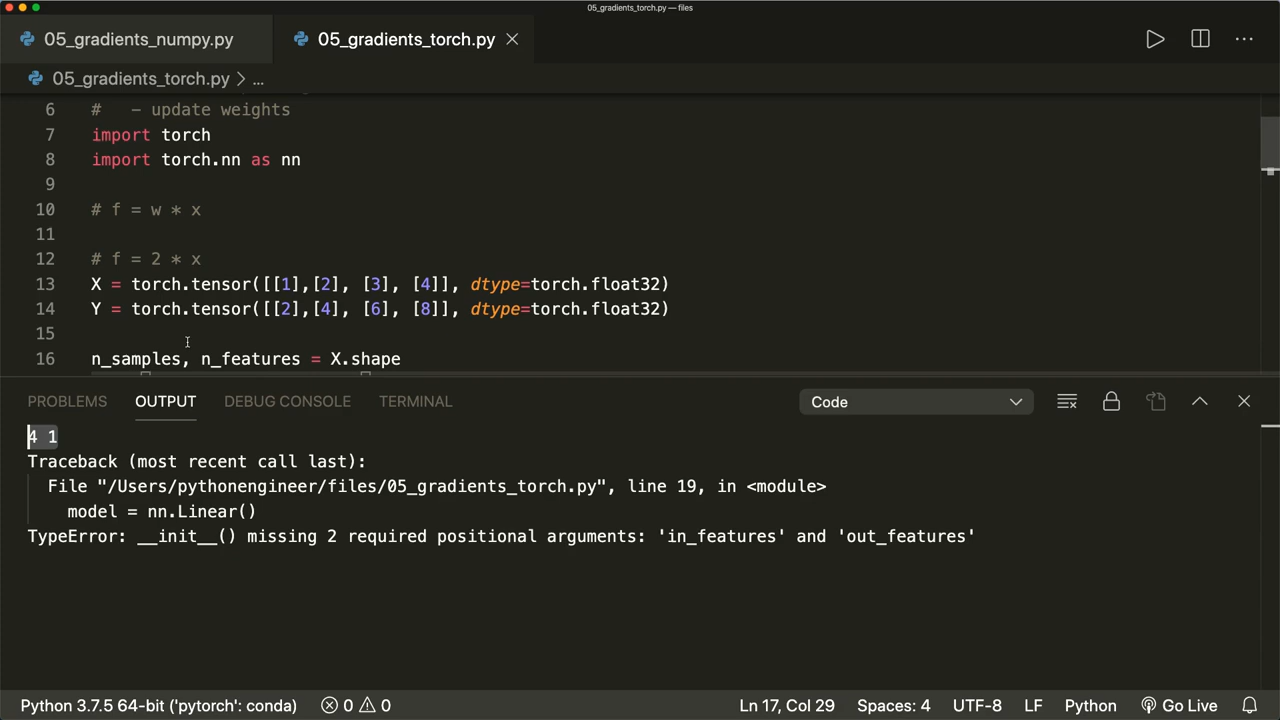 05_gradients_torch.py — files
05_gradients_numpy.py
05_gradients_torch.py
05_gradients_torch.py > ...
6 #   - update weights
7 import torch
8 import torch.nn as nn
9
10 # f = w * x
11
12 # f = 2 * x
13 X = torch.tensor([[1],[2], [3], [4]], dtype=torch.float32)
14 Y = torch.tensor([[2],[4], [6], [8]], dtype=torch.float32)
15
16 n_samples, n_features = X.shape
PROBLEMS OUTPUT DEBUG CONSOLE TERMINAL Code
4 1
Traceback (most recent call last):
  File "/Users/pythonengineer/files/05_gradients_torch.py", line 19, in <module>
    model = nn.Linear()
TypeError: __init__() missing 2 required positional arguments: 'in_features' and 'out_features'
Python 3.7.5 64-bit ('pytorch': conda) 0 0 Ln 17, Col 29 Spaces: 4 UTF-8 LF Python Go Live